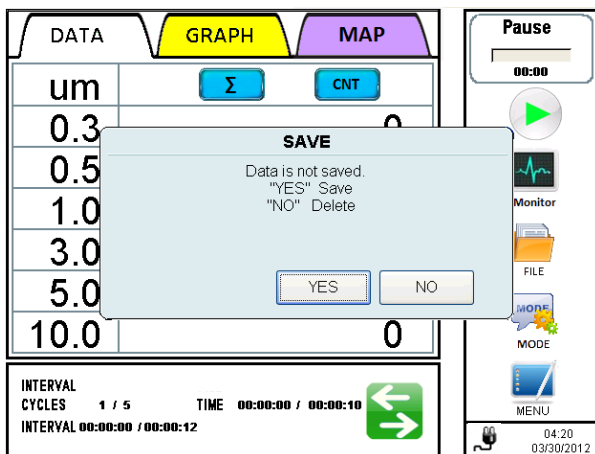 DATA GRAPH MAP
um Σ CNT
0.3 0
0.5
1.0
3.0
5.0
10.0 0
SAVE
Data is not saved.
"YES" Save
"NO" Delete
YES NO
INTERVAL
CYCLES 1 / 5 TIME 00:00:00 / 00:00:10
INTERVAL 00:00:00 / 00:00:12
Pause
00:00
Monitor
FILE
MODE
MODE
MENU
04:20
03/30/2012